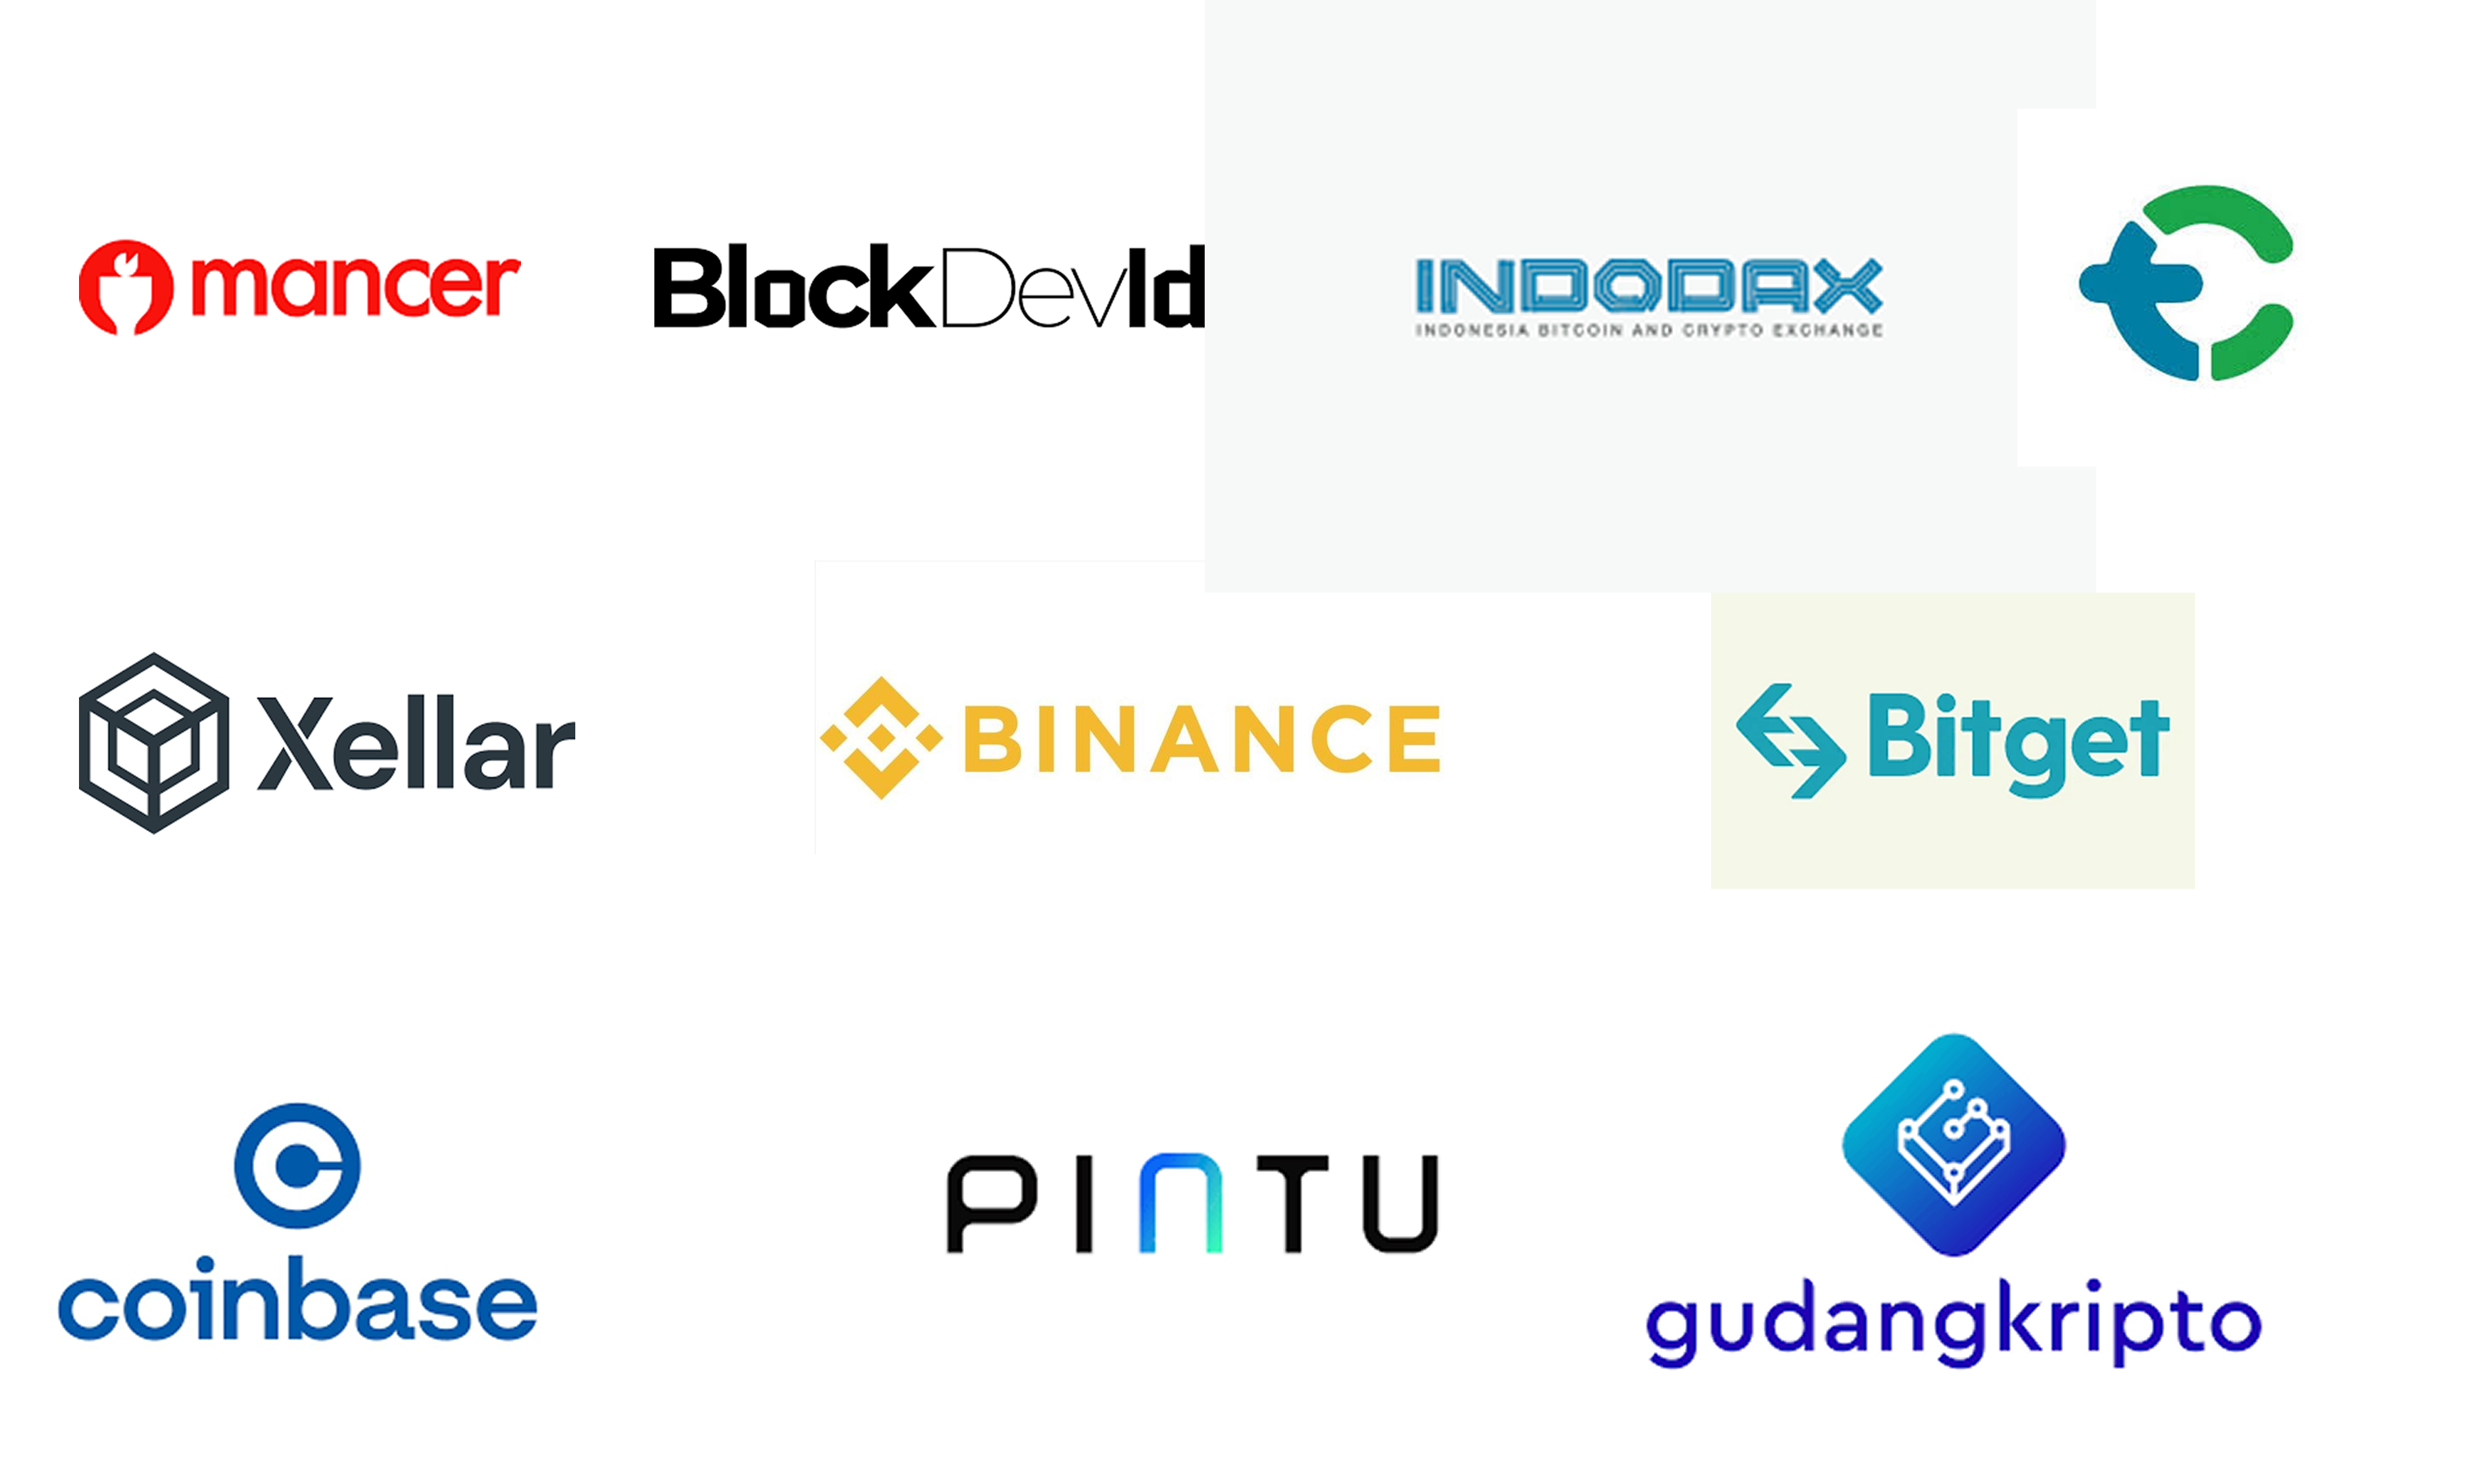 mancer
BlockDevId
INDODAX
INDONESIA BITCOIN AND CRYPTO EXCHANGE
Xellar
BINANCE
Bitget
coinbase
PINTU
gudangkripto